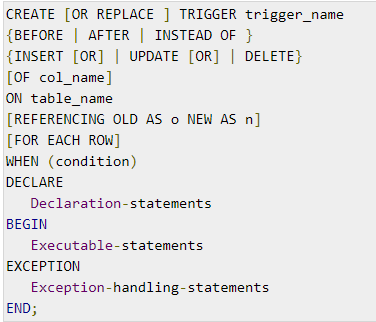 CREATE [OR REPLACE ] TRIGGER trigger_name
{BEFORE | AFTER | INSTEAD OF }
{INSERT [OR] | UPDATE [OR] | DELETE}
[OF col_name]
ON table_name
[REFERENCING OLD AS o NEW AS n]
[FOR EACH ROW]
WHEN (condition)
DECLARE
   Declaration-statements
BEGIN
   Executable-statements
EXCEPTION
   Exception-handling-statements
END;